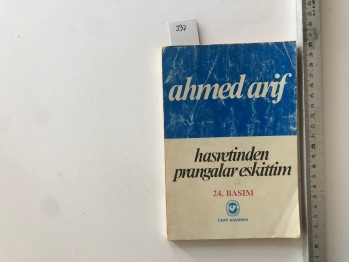 337
ahmed arif
hasretinden
prangalar eskittim
24. BASIM